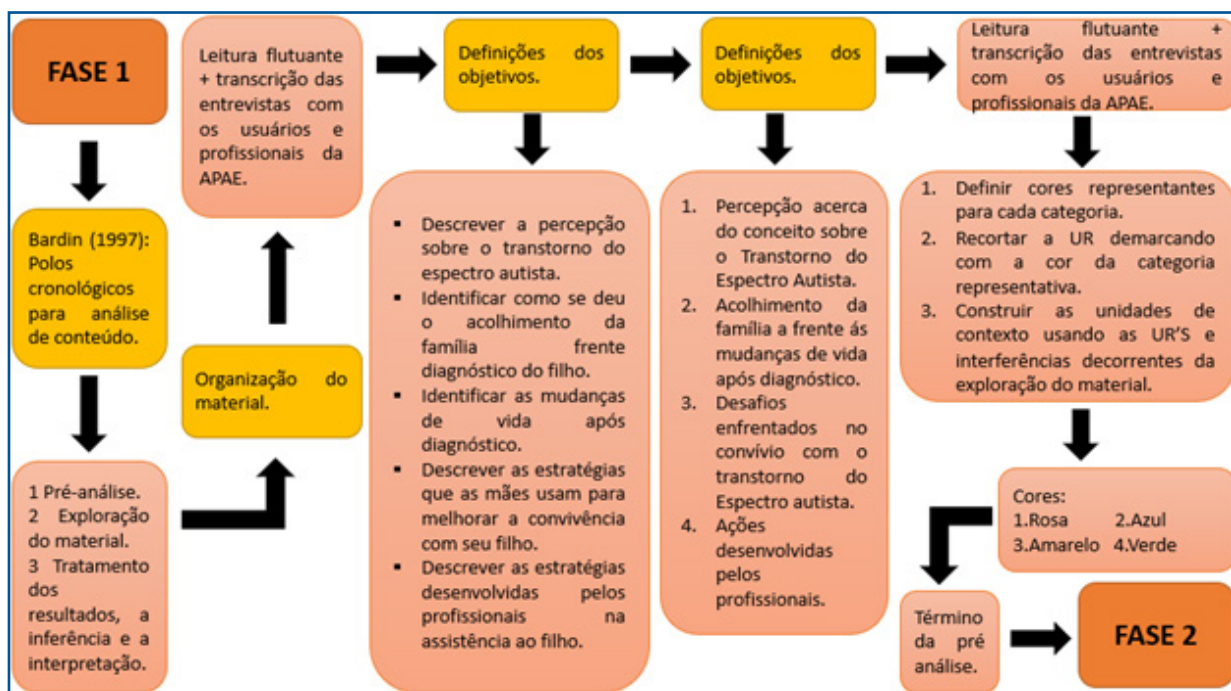 FASE 1
Bardin (1997):
Polos
cronológicos
para análise
de conteúdo.
1 Pré-análise.
2 Exploração
do material.
3 Tratamento
dos
resultados, a
inferência e a
interpretação.
Organização do
material.
Leitura flutuante
+ transcrição das
entrevistas com
os usuários e
profissionais da
APAE.
Definições dos
objetivos.
▪ Descrever a percepção
sobre o transtorno do
espectro autista.
▪ Identificar como se deu
o acolhimento da
família frente
diagnóstico do filho.
▪ Identificar as mudanças
de vida após
diagnóstico.
▪ Descrever as estratégias
que as mães usam para
melhorar a convivência
com seu filho.
▪ Descrever as estratégias
desenvolvidas pelos
profissionais na
assistência ao filho.
Definições dos
objetivos.
1. Percepção acerca
do conceito sobre
o Transtorno do
Espectro Autista.
2. Acolhimento da
família a frente ás
mudanças de vida
após diagnóstico.
3. Desafios
enfrentados no
convívio com o
transtorno do
Espectro autista.
4. Ações
desenvolvidas
pelos
profissionais.
Leitura flutuante +
transcrição das entrevistas
com os usuários e
profissionais da APAE.
1. Definir cores representantes
para cada categoria.
2. Recortar a UR demarcando
com a cor da categoria
representativa.
3. Construir as unidades de
contexto usando as UR'S e
interferências decorrentes da
exploração do material.
Cores:
1.Rosa 2.Azul
3.Amarelo 4.Verde
Término
da pré
análise.
FASE 2